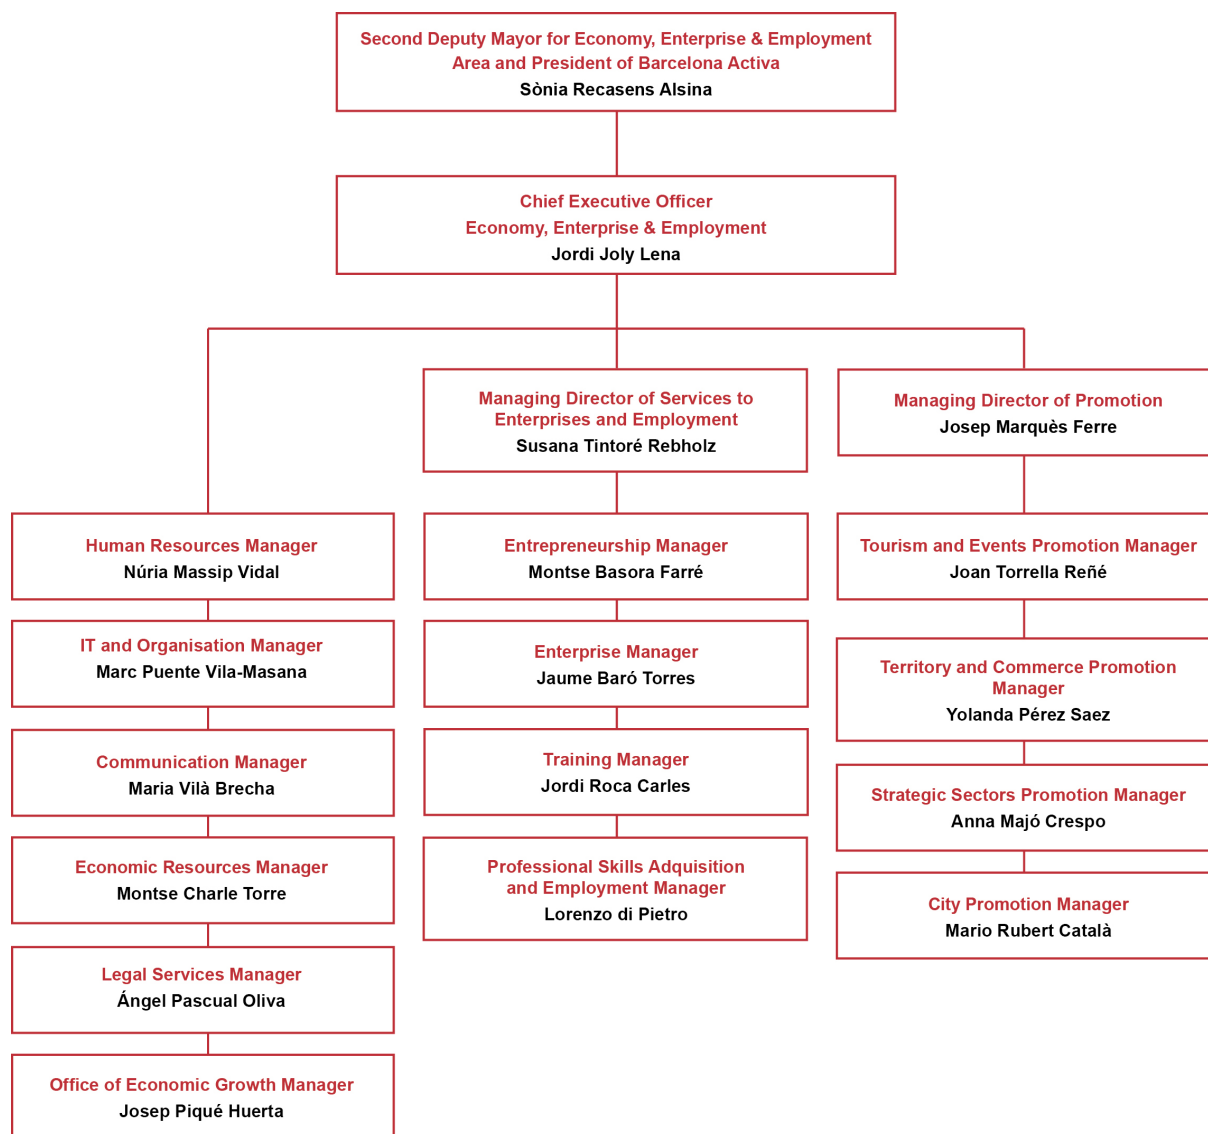 Second Deputy Mayor for Economy, Enterprise & Employment
Area and President of Barcelona Activa
Sònia Recasens Alsina
Chief Executive Officer
Economy, Enterprise & Employment
Jordi Joly Lena
Managing Director of Services to
Enterprises and Employment
Susana Tintoré Rebholz
Managing Director of Promotion
Josep Marquès Ferre
Human Resources Manager
Núria Massip Vidal
IT and Organisation Manager
Marc Puente Vila-Masana
Communication Manager
Maria Vilà Brecha
Economic Resources Manager
Montse Charle Torre
Legal Services Manager
Ángel Pascual Oliva
Office of Economic Growth Manager
Josep Piqué Huerta
Entrepreneurship Manager
Montse Basora Farré
Enterprise Manager
Jaume Baró Torres
Training Manager
Jordi Roca Carles
Professional Skills Adquisition
and Employment Manager
Lorenzo di Pietro
Tourism and Events Promotion Manager
Joan Torrella Reñé
Territory and Commerce Promotion
Manager
Yolanda Pérez Saez
Strategic Sectors Promotion Manager
Anna Majó Crespo
City Promotion Manager
Mario Rubert Català